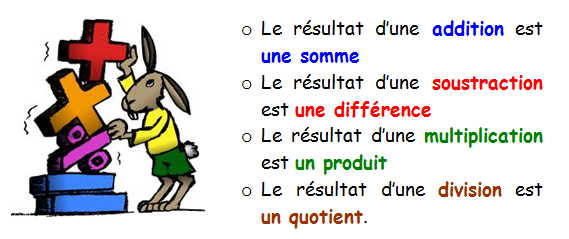 o Le résultat d'une addition est
une somme
o Le résultat d'une soustraction
est une différence
o Le résultat d'une multiplication
est un produit
o Le résultat d'une division est
un quotient.